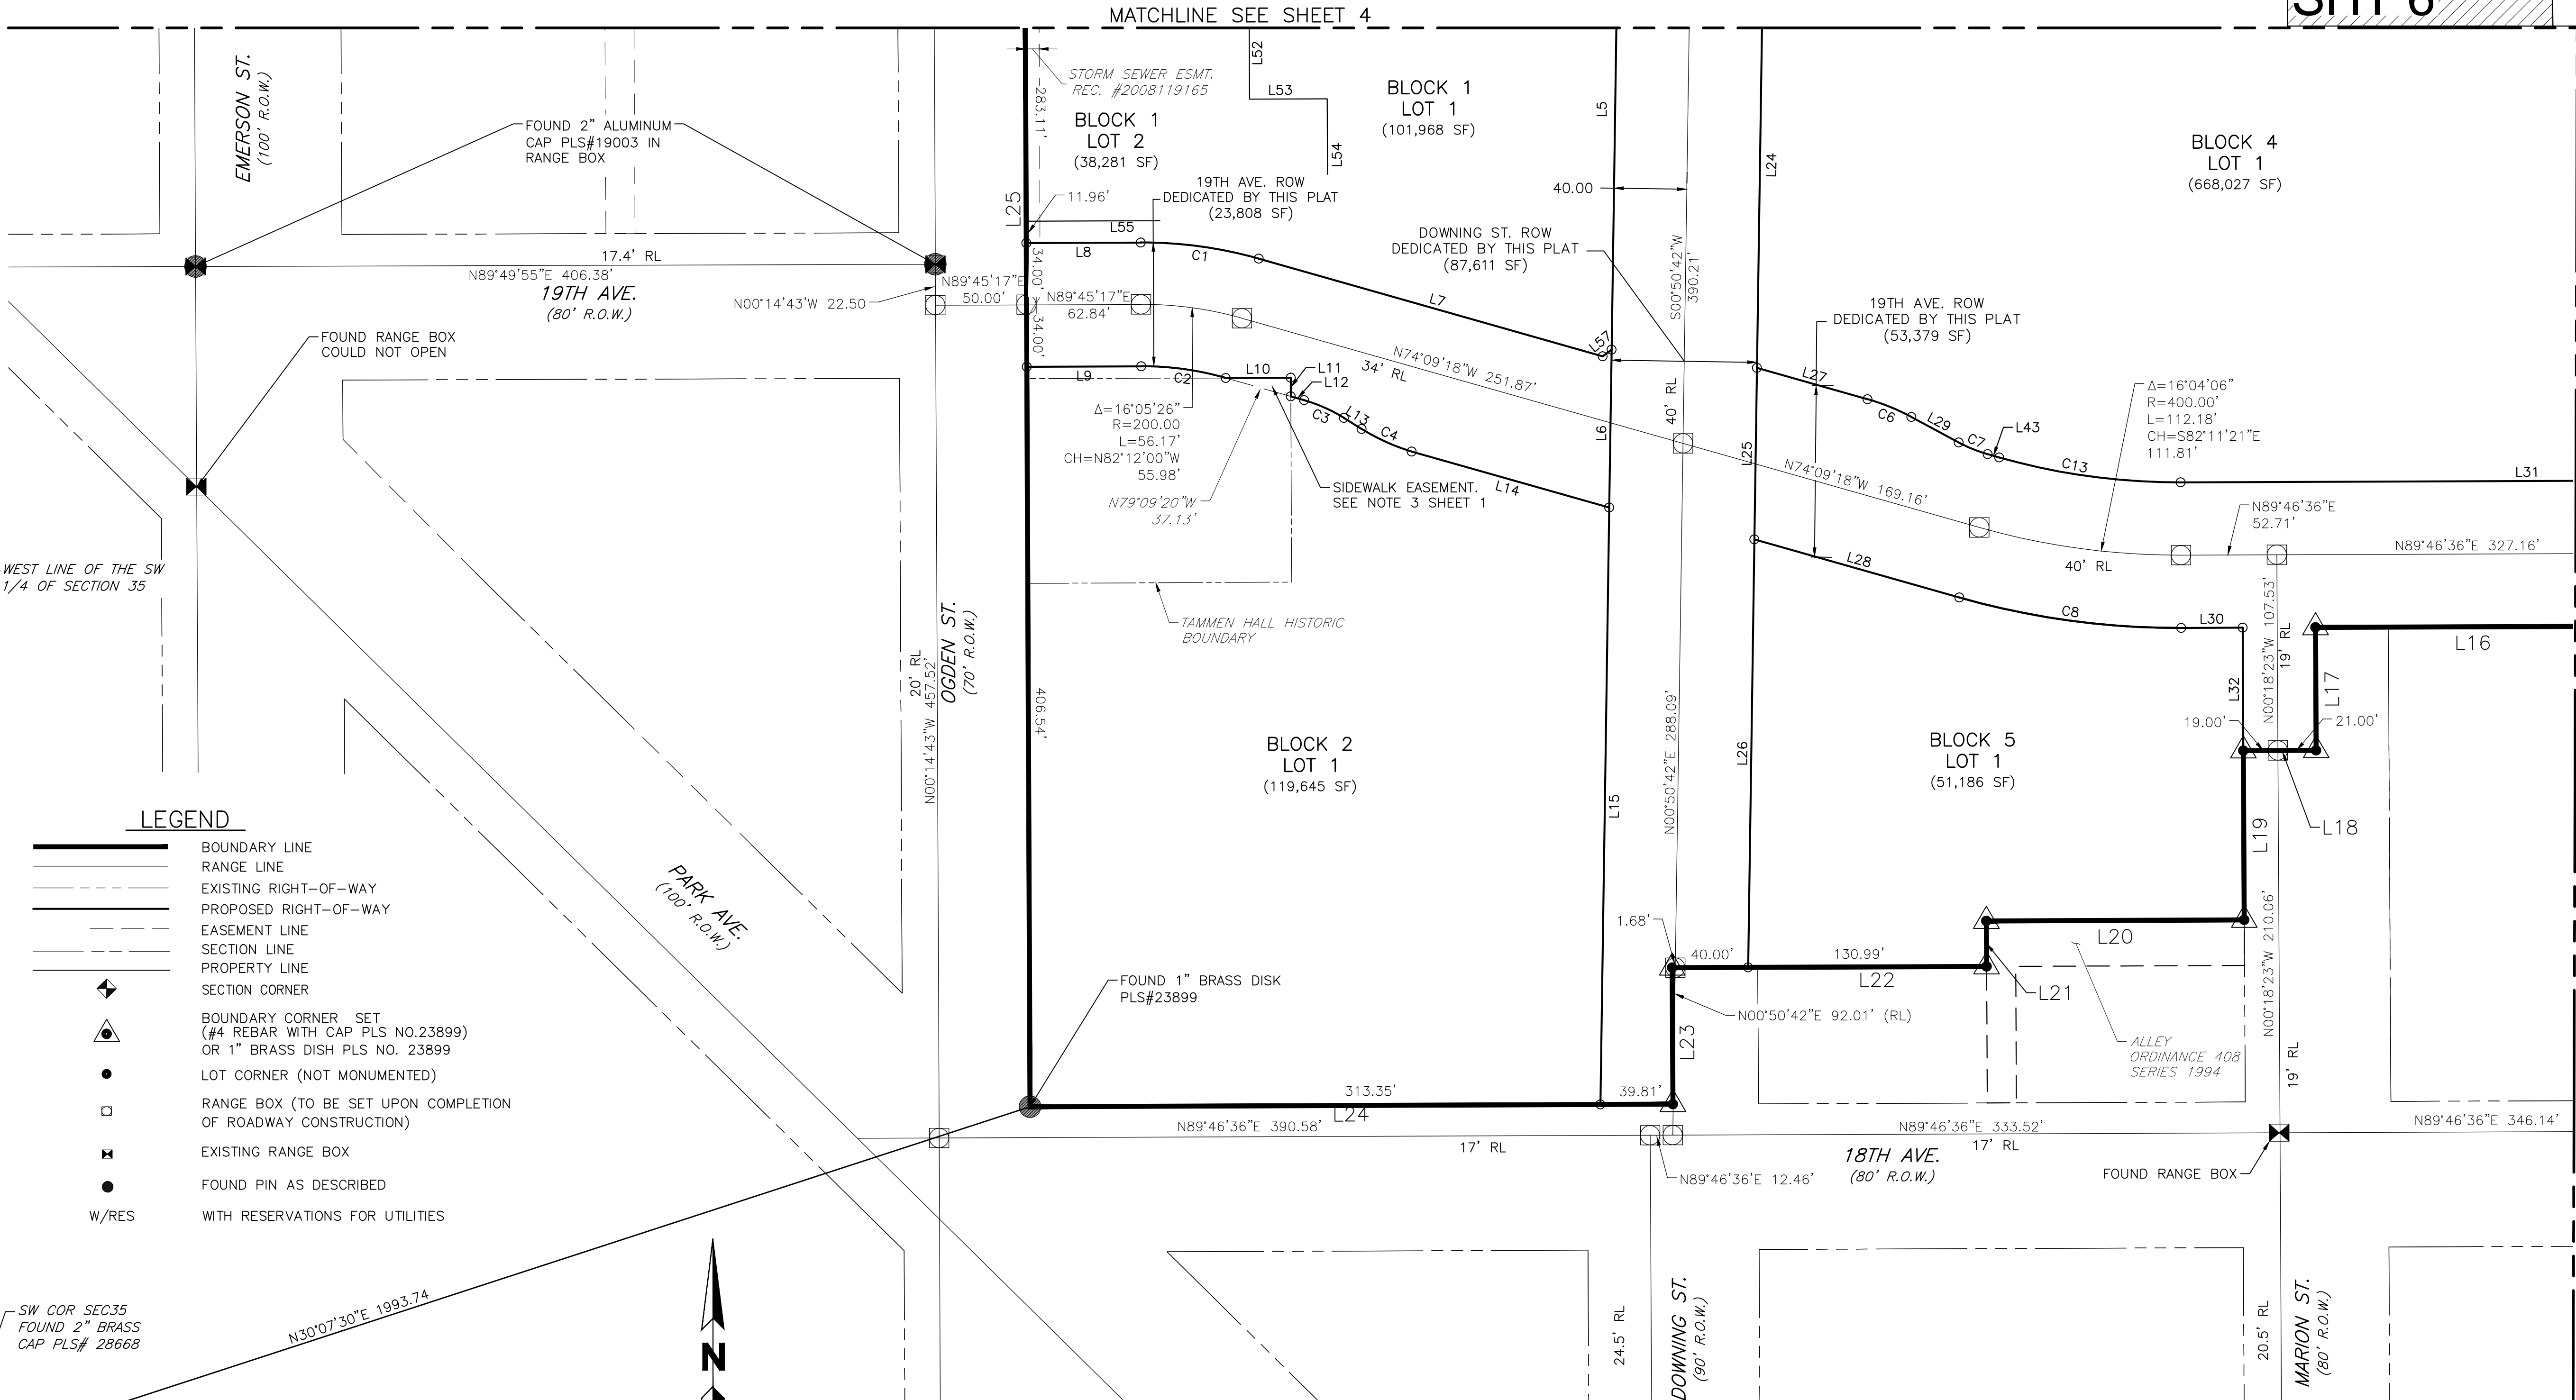 MATCHLINE SEE SHEET 4
EMERSON ST.
(100' R.O.W.)
FOUND 2" ALUMINUM
CAP PLS#19003 IN
RANGE BOX
STORM SEWER ESMT.
REC. #2008119165
283.11'
L52
L53
L54
BLOCK 1
LOT 2
(38,281 SF)
BLOCK 1
LOT 1
(101,968 SF)
L5
L24
BLOCK 4
LOT 1
(668,027 SF)
L25
11.96'
19TH AVE. ROW
DEDICATED BY THIS PLAT
(23,808 SF)
40.00
L55
L8
C1
L7
L57
DOWNING ST. ROW
DEDICATED BY THIS PLAT
(87,611 SF)
S00°50'42"W
390.21'
17.4' RL
N89°49'55"E 406.38'
19TH AVE.
(80' R.O.W.)
N00°14'43'W 22.50
N89°45'17"E
50.00'
34.00'
34.00'
N89°45'17"E
62.84'
19TH AVE. ROW
DEDICATED BY THIS PLAT
(53,379 SF)
FOUND RANGE BOX
COULD NOT OPEN
N74°09'18"W 251.87'
34' RL
L9
C2
L10
L11
L12
C3
L13
C4
L14
L6
40' RL
L27
C6
L29
C7
L43
C13
L31
Δ=16°04'06"
R=400.00'
L=112.18'
CH=S82°11'21"E
111.81'
Δ=16°05'26"
R=200.00
L=56.17'
CH=N82°12'00"W
55.98'
N79°09'20"W
37.13'
SIDEWALK EASEMENT.
SEE NOTE 3 SHEET 1
L25
N74°09'18"W 169.16'
N89°46'36"E
52.71'
N89°46'36"E 327.16'
40' RL
L28
C8
L30
WEST LINE OF THE SW
1/4 OF SECTION 35
TAMMEN HALL HISTORIC
BOUNDARY
OGDEN ST.
(70' R.O.W.)
20' RL
N00°14'43"W 457.52'
406.54'
N00°18'23"W 107.53'
19' RL
L16
L17
L32
19.00'
21.00'
L18
L19
BLOCK 2
LOT 1
(119,645 SF)
BLOCK 5
LOT 1
(51,186 SF)
L15
N00°50'42"E 288.09'
L26
LEGEND
BOUNDARY LINE
RANGE LINE
EXISTING RIGHT-OF-WAY
PROPOSED RIGHT-OF-WAY
EASEMENT LINE
SECTION LINE
PROPERTY LINE
SECTION CORNER
BOUNDARY CORNER SET
(#4 REBAR WITH CAP PLS NO.23899)
OR 1" BRASS DISH PLS NO. 23899
LOT CORNER (NOT MONUMENTED)
RANGE BOX (TO BE SET UPON COMPLETION
OF ROADWAY CONSTRUCTION)
EXISTING RANGE BOX
FOUND PIN AS DESCRIBED
W/RES
WITH RESERVATIONS FOR UTILITIES
PARK AVE.
(100' R.O.W.)
1.68'
40.00'
130.99'
L22
L20
L21
N00°18'23"W 210.06'
19' RL
FOUND 1" BRASS DISK
PLS#23899
N00°50'42"E 92.01' (RL)
L23
ALLEY
ORDINANCE 408
SERIES 1994
313.35'
39.81'
L24
N89°46'36"E 390.58'
17' RL
N89°46'36"E 333.52'
17' RL
N89°46'36"E 346.14'
18TH AVE.
(80' R.O.W.)
N89°46'36'E 12.46'
FOUND RANGE BOX
SW COR SEC35
FOUND 2" BRASS
CAP PLS# 28668
N30°07'30"E 1993.74
N
24.5' RL
DOWNING ST.
(90' R.O.W.)
20.5' RL
MARION ST.
(80' R.O.W.)